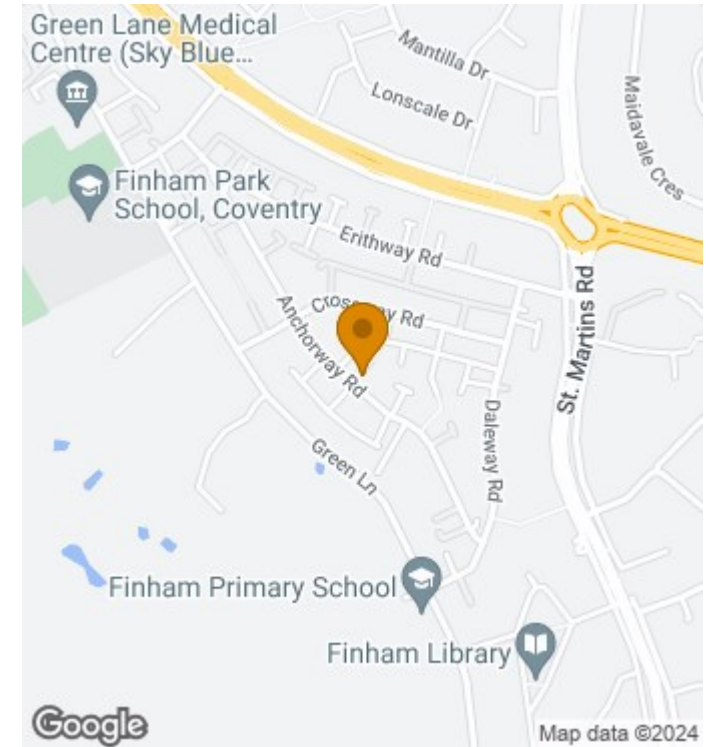 Green Lane Medical
Centre (Sky Blue...
Mantilla Dr
Lonscale Dr
Maidavale Cres
Finham Park
School, Coventry
Erithway Rd
St. Martins Rd
Crossway Rd
Anchorway Rd
Daleway Rd
Green Ln
Finham Primary School
Finham Library
Google
Map data ©2024